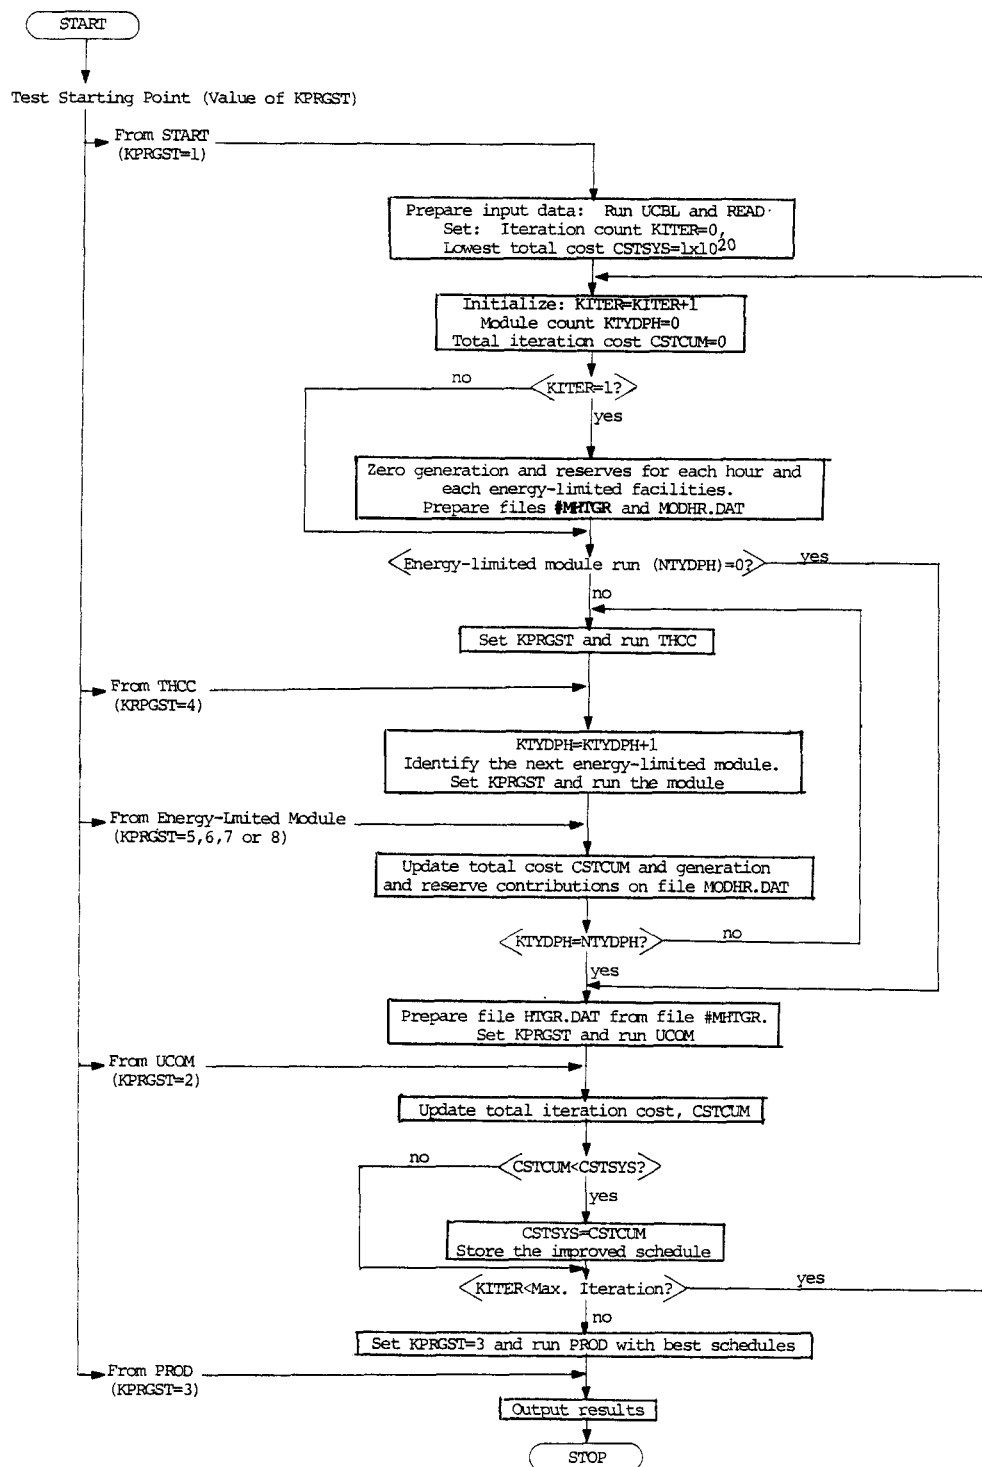 START
Test Starting Point (Value of KPRGST)
From START
(KPRGST=1)
Prepare input data: Run UCBL and READ
Set: Iteration count KITER=0,
Lowest total cost CSTSYS=1x10²⁰
Initialize: KITER=KITER+1
Module count KTYDPH=0
Total iteration cost CSTCUM=0
no
KITER=1?
yes
Zero generation and reserves for each hour and
each energy-limited facilities.
Prepare files #MHTGR and MODHR.DAT
Energy-limited module run (NTYDPH)=0?
yes
no
Set KPRGST and run THCC
From THCC
(KRPGST=4)
KTYDPH=KTYDPH+1
Identify the next energy-limited module.
Set KPRGST and run the module
From Energy-Lmited Module
(KPRGST=5,6,7 or 8)
Update total cost CSTCUM and generation
and reserve contributions on file MODHR.DAT
KTYDPH=NTYDPH?
no
yes
Prepare file HTGR.DAT from file #MHTGR.
Set KPRGST and run UCOM
From UCOM
(KPRGST=2)
Update total iteration cost, CSTCUM
no
CSTCUM<CSTSYS?
yes
CSTSYS=CSTCUM
Store the improved schedule
KITER<Max. Iteration?
yes
no
Set KPRGST=3 and run PROD with best schedules
From PROD
(KPRGST=3)
Output results
STOP